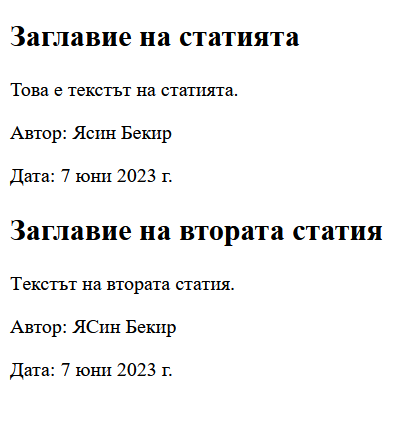 Заглавие на статията
Това е текстът на статията.
Автор: Ясин Бекир
Дата: 7 юни 2023 г.
Заглавие на втората статия
Текстът на втората статия.
Автор: ЯСин Бекир
Дата: 7 юни 2023 г.